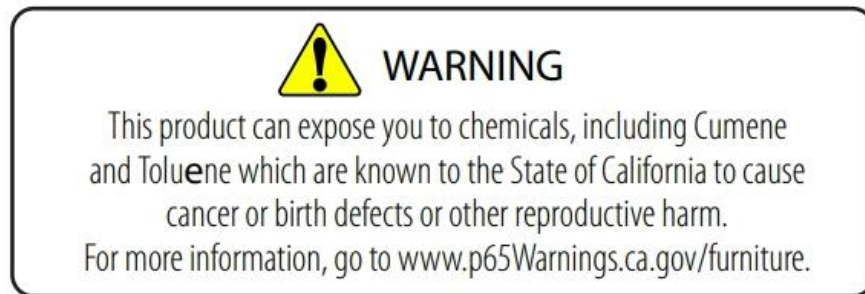 WARNING
This product can expose you to chemicals, including Cumene
and Toluene which are known to the State of California to cause
cancer or birth defects or other reproductive harm.
For more information, go to www.p65Warnings.ca.gov/furniture.